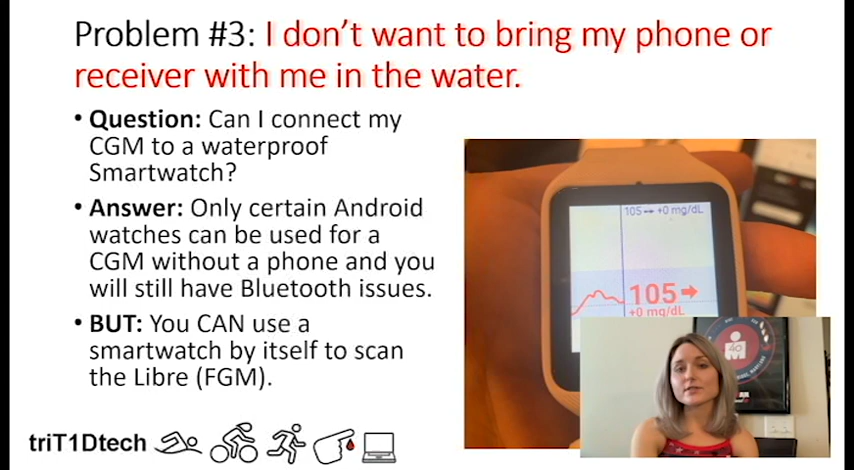 Problem #3: I don't want to bring my phone or
receiver with me in the water.
• Question: Can I connect my
CGM to a waterproof
Smartwatch?
• Answer: Only certain Android
watches can be used for a
CGM without a phone and you
will still have Bluetooth issues.
• BUT: You CAN use a
smartwatch by itself to scan
the Libre (FGM).
105→ +0 mg/dL
105→
+0 mg/dL
triT1Dtech